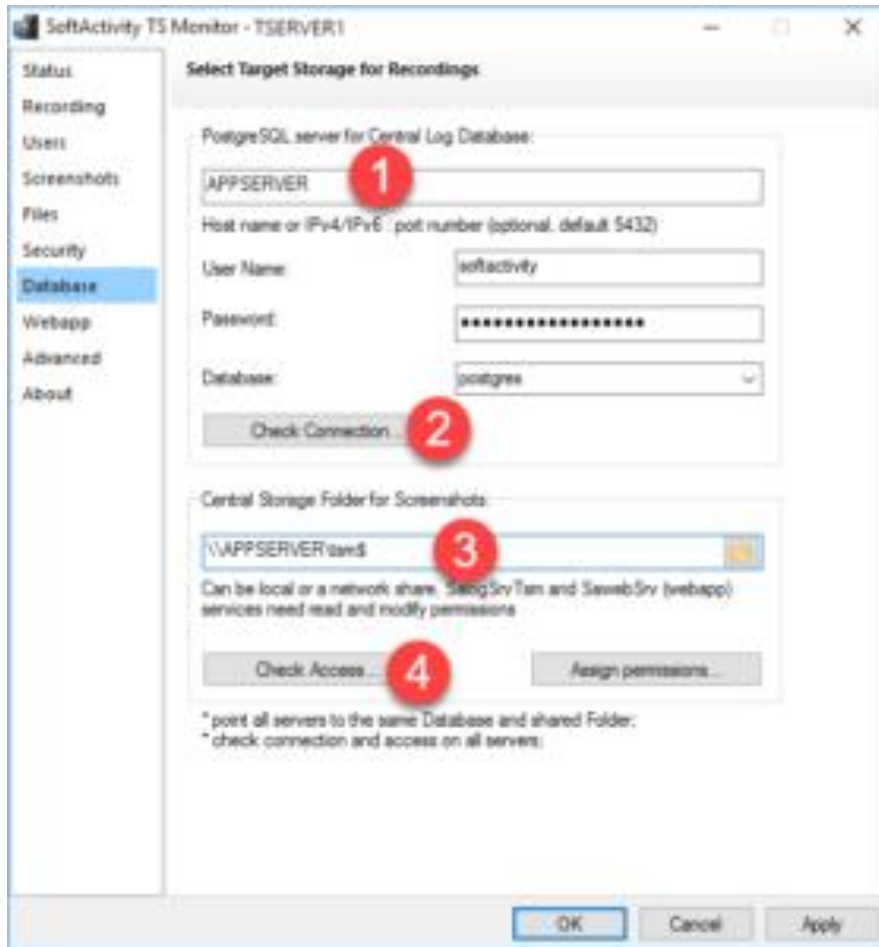 SoftActivity TS Monitor - TSERVER1
Status
Recording
Users
Screenshots
Files
Security
Database
Webapp
Advanced
About
Select Target Storage for Recordings
PostgreSQL server for Central Log Database:
APPSERVER
1
Host name or IPv4/IPv6 : port number (optional, default 5432)
User Name:
softactivity
Password:
Database:
postgres
Check Connection...
2
Central Storage Folder for Screenshots:
\\APPSERVER\tsm$
3
Can be local or a network share. SalogSrvTsm and SawebSrv (webapp)
services need read and modify permissions
Check Access...
4
Assign permissions...
* point all servers to the same Database and shared Folder;
* check connection and access on all servers;
OK
Cancel
Apply